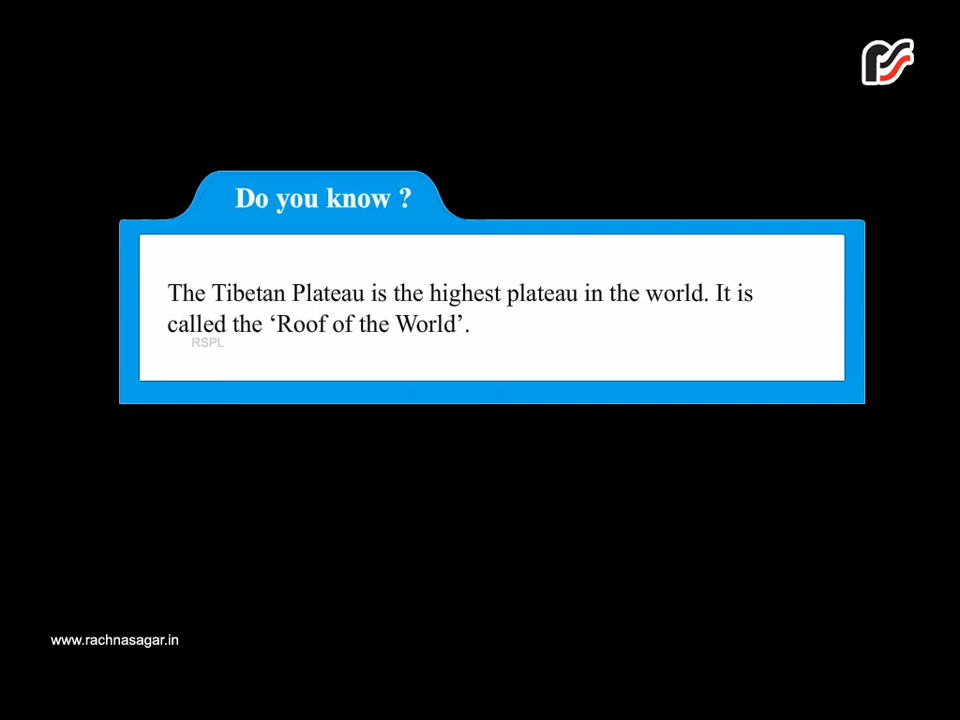 Do you know ?
The Tibetan Plateau is the highest plateau in the world. It is
called the ‘Roof of the World’.
RSPL
www.rachnasagar.in